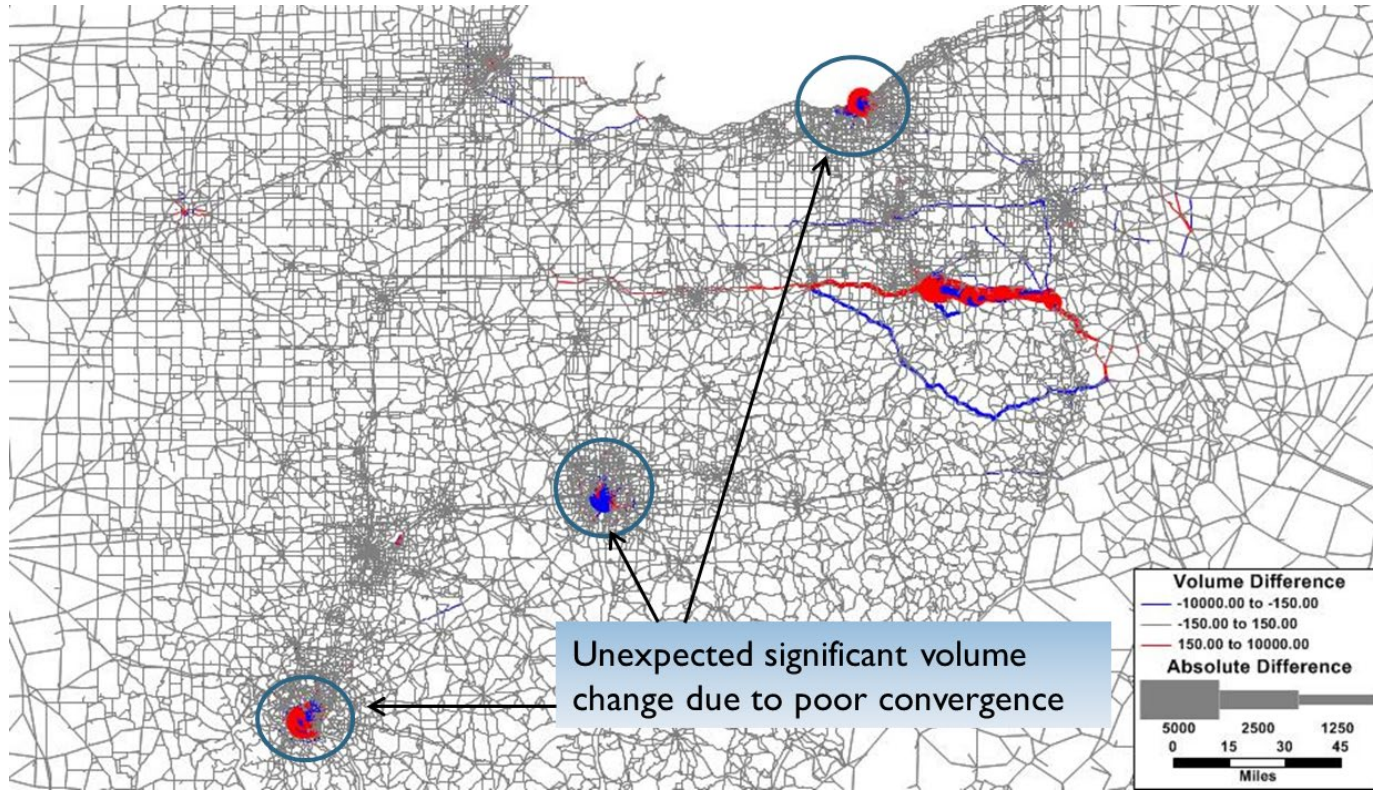 Unexpected significant volume
change due to poor convergence
Volume Difference
-10000.00 to -150.00
-150.00 to 150.00
150.00 to 10000.00
Absolute Difference
5000 2500 1250
0 15 30 45
Miles